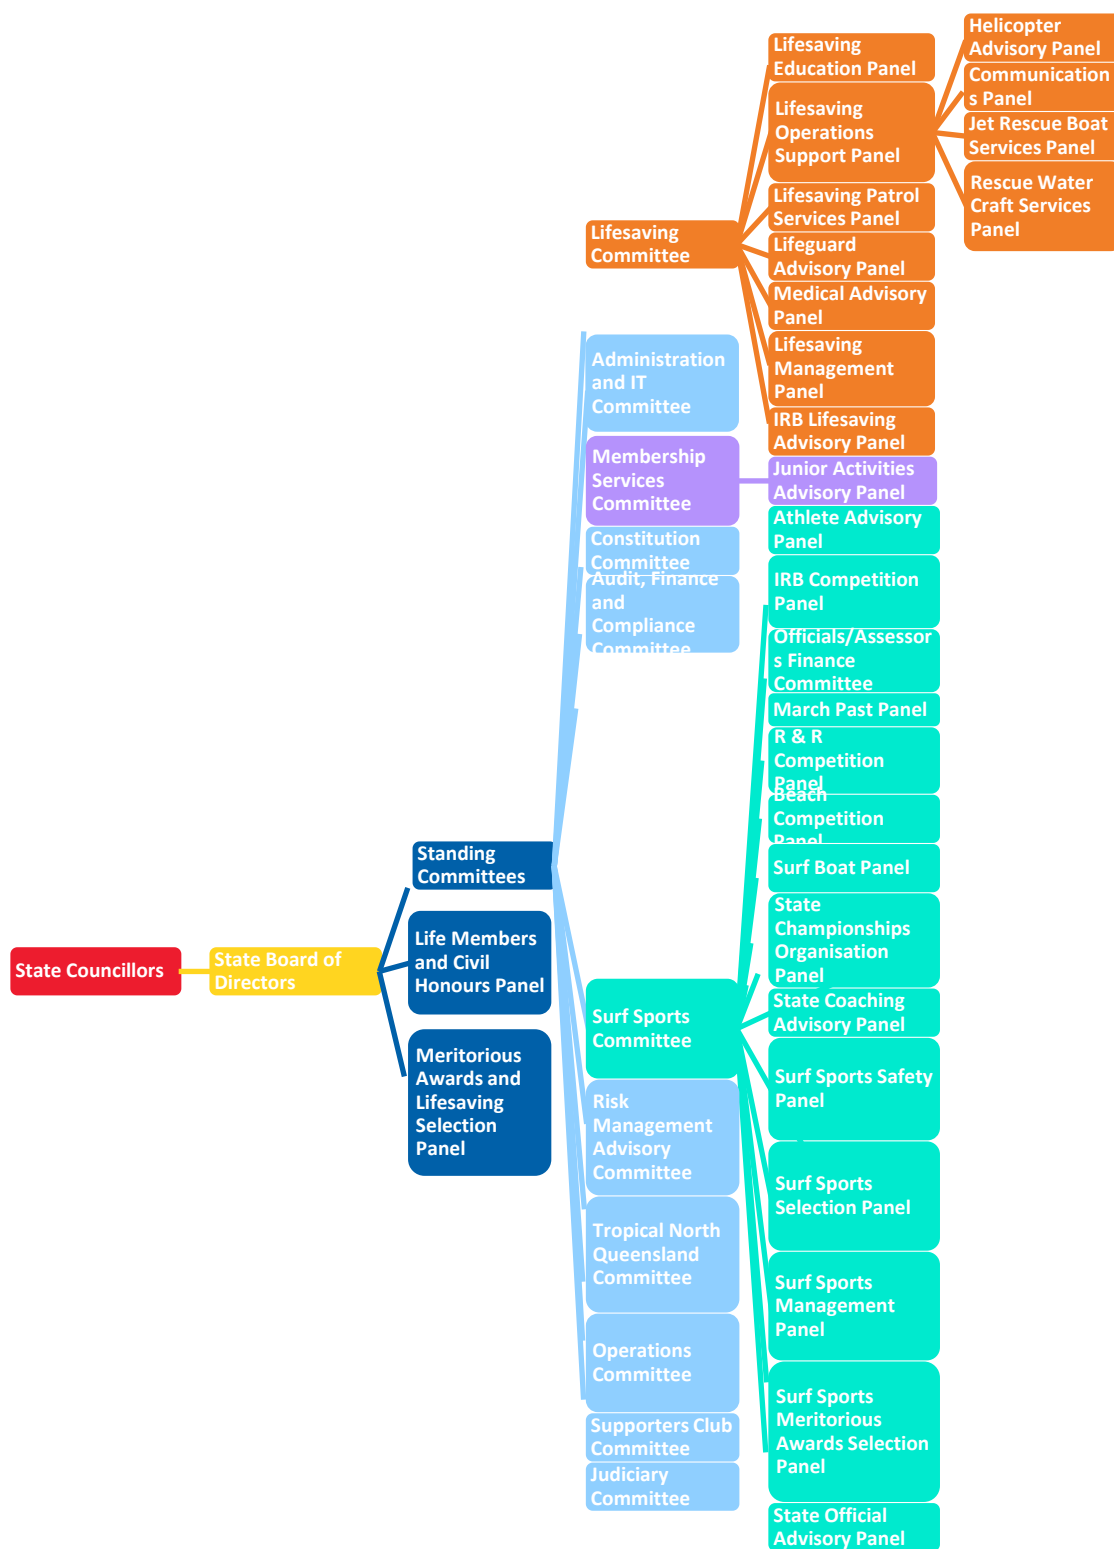 State Councillors
State Board of
Directors
Standing
Committees
Life Members
and Civil
Honours Panel
Meritorious
Awards and
Lifesaving
Selection
Panel
Lifesaving
Committee
Administration
and IT
Committee
Membership
Services
Committee
Constitution
Committee
Audit, Finance
and
Compliance
Committee
Surf Sports
Committee
Risk
Management
Advisory
Committee
Tropical North
Queensland
Committee
Operations
Committee
Supporters Club
Committee
Judiciary
Committee
Lifesaving
Education Panel
Lifesaving
Operations
Support Panel
Lifesaving Patrol
Services Panel
Lifeguard
Advisory Panel
Medical Advisory
Panel
Lifesaving
Management
Panel
IRB Lifesaving
Advisory Panel
Junior Activities
Advisory Panel
Athlete Advisory
Panel
IRB Competition
Panel
Officials/Assessor
s Finance
Committee
March Past Panel
R & R
Competition
Panel
Beach
Competition
Panel
Surf Boat Panel
State
Championships
Organisation
Panel
State Coaching
Advisory Panel
Surf Sports Safety
Panel
Surf Sports
Selection Panel
Surf Sports
Management
Panel
Surf Sports
Meritorious
Awards Selection
Panel
State Official
Advisory Panel
Helicopter
Advisory Panel
Communication
s Panel
Jet Rescue Boat
Services Panel
Rescue Water
Craft Services
Panel